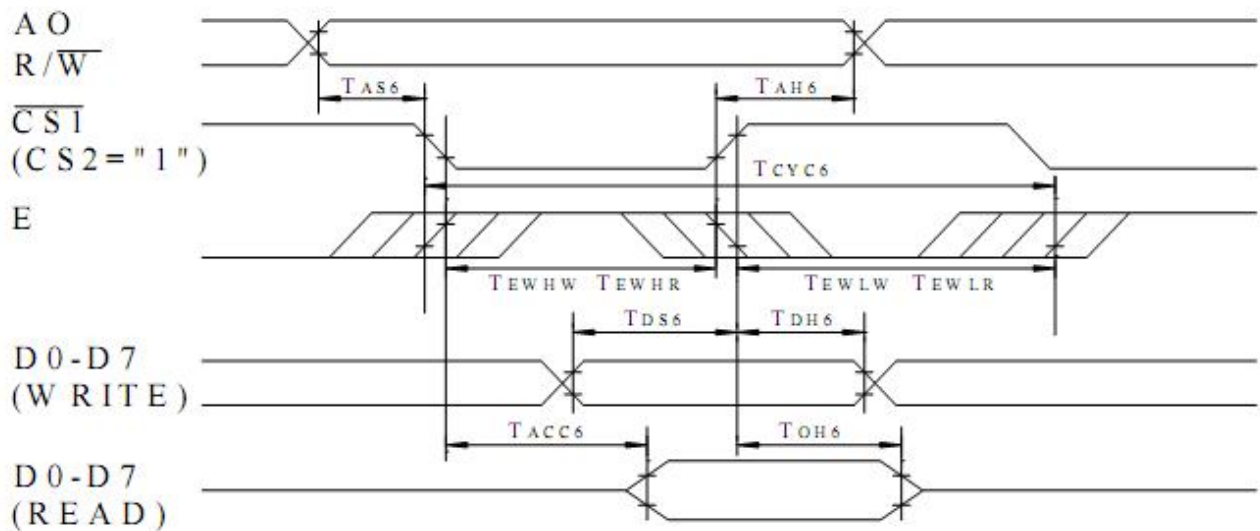 AO
R/W
TAS6 TAH6
CS1
(CS2="1")
TCYC6
E
TEWHW TEWHR TEWLW TEWLR
TDS6 TDH6
D0-D7
(WRITE)
TACC6 TOH6
D0-D7
(READ)